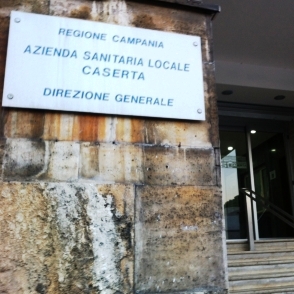 REGIONE CAMPANIA
AZIENDA SANITARIA LOCALE
CASERTA
DIREZIONE GENERALE